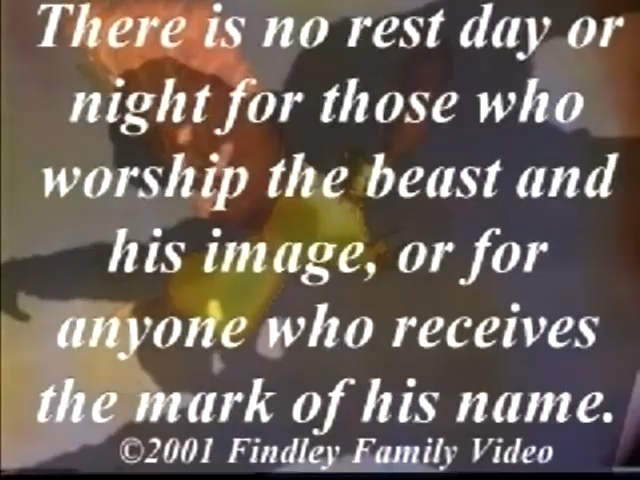 There is no rest day or
night for those who
worship the beast and
his image, or for
anyone who receives
the mark of his name.
©2001 Findley Family Video